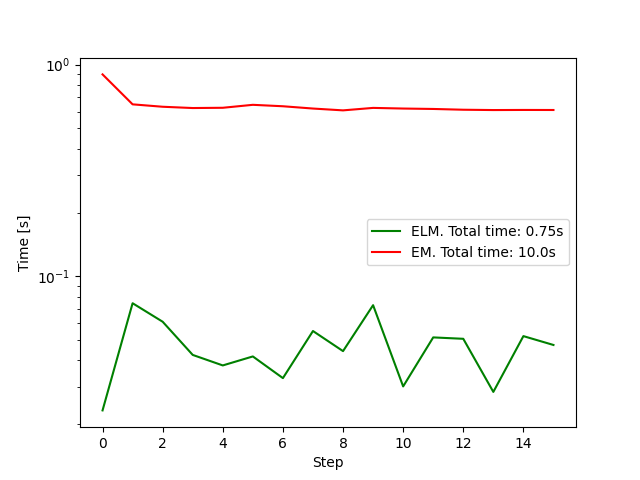 10⁰
10⁻¹
Time [s]
ELM. Total time: 0.75s
EM. Total time: 10.0s
0 2 4 6 8 10 12 14
Step